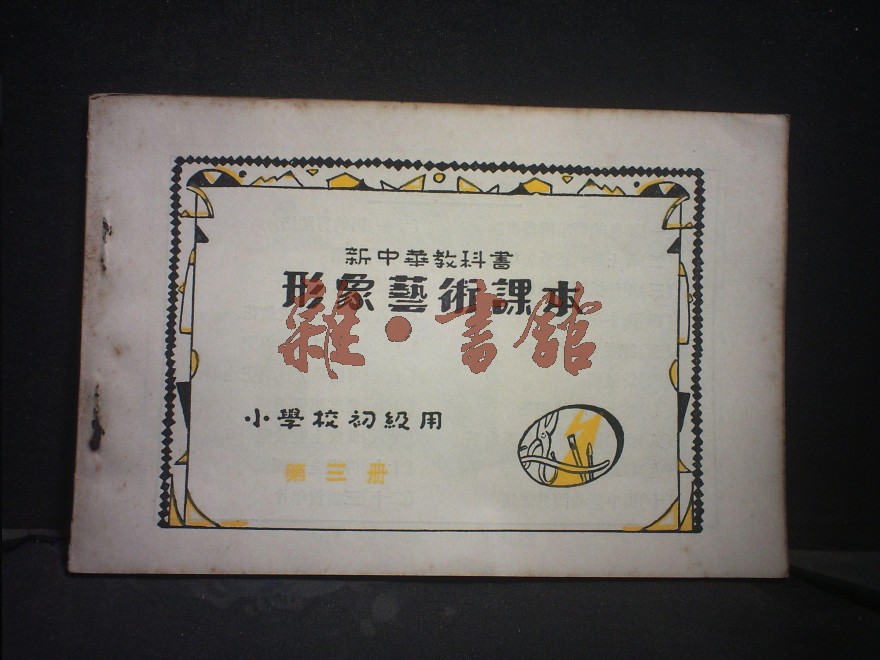 新中華教科書
形象藝術課本
雜·書館
小學校初級用
第三册